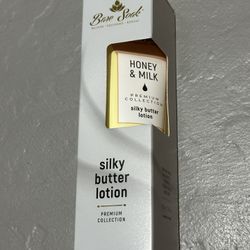 Bare Soul
HONEY
& MILK
PREMIUM
COLLECTION
silky butter
lotion
silky
butter
lotion
PREMIUM
COLLECTION